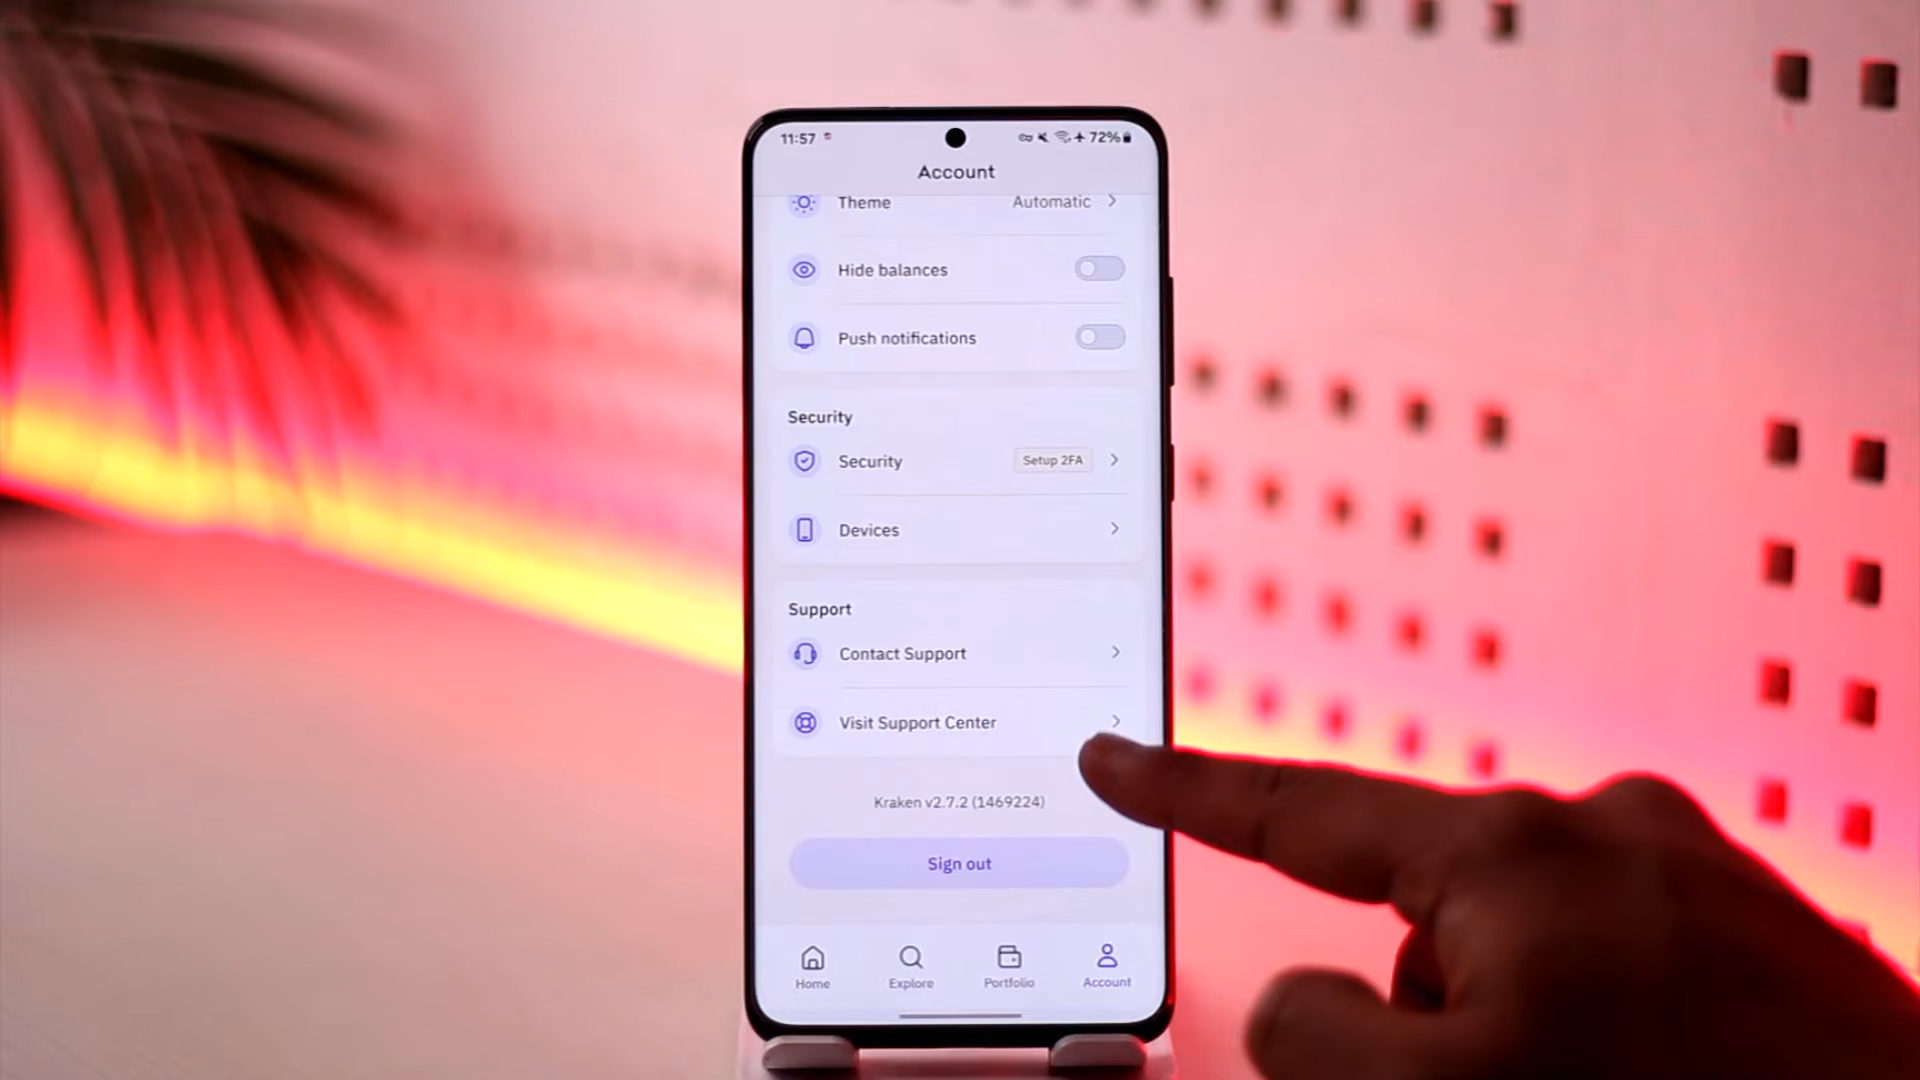 11:57 72%
Account
Theme Automatic
Hide balances
Push notifications
Security
Security Setup 2FA
Devices
Support
Contact Support
Visit Support Center
Kraken v2.7.2 (1469224)
Sign out
Home Explore Portfolio Account